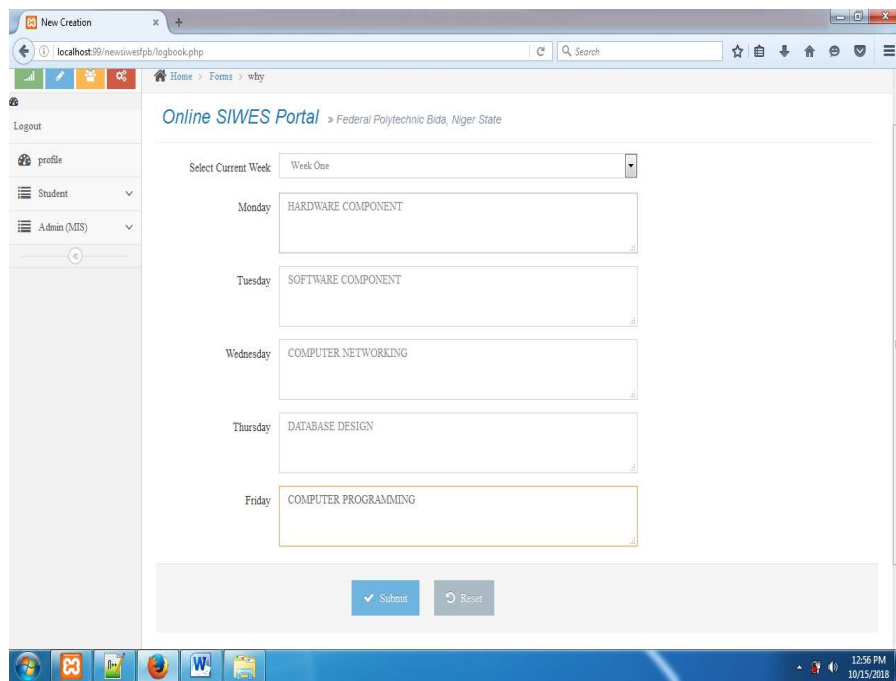 New Creation
localhost:99/newsiwesfpb/logbook.php
Search
Home > Forms > why
Logout
Online SIWES Portal » Federal Polytechnic Bida, Niger State
profile
Select Current Week Week One
Student
Monday HARDWARE COMPONENT
Admin (MIS)
Tuesday SOFTWARE COMPONENT
Wednesday COMPUTER NETWORKING
Thursday DATABASE DESIGN
Friday COMPUTER PROGRAMMING
Submit Reset
12:56 PM
10/15/2018